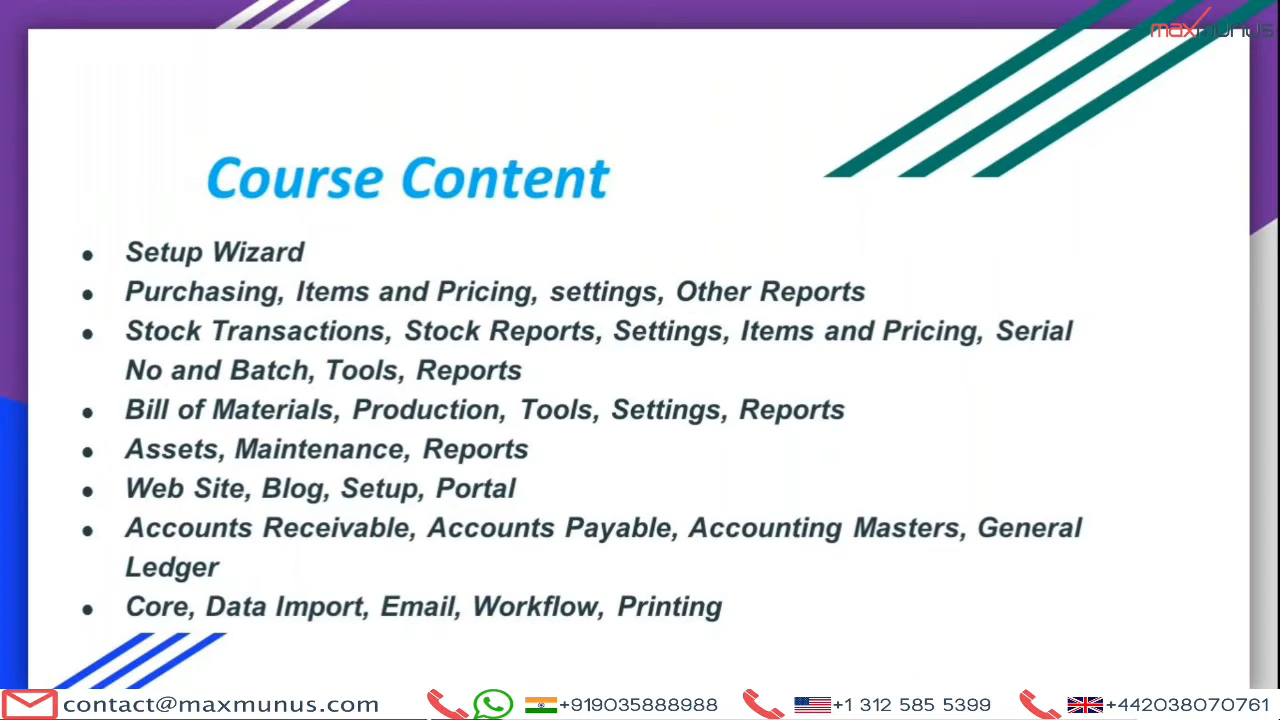 maxmunus
Course Content
• Setup Wizard
• Purchasing, Items and Pricing, settings, Other Reports
• Stock Transactions, Stock Reports, Settings, Items and Pricing, Serial
No and Batch, Tools, Reports
• Bill of Materials, Production, Tools, Settings, Reports
• Assets, Maintenance, Reports
• Web Site, Blog, Setup, Portal
• Accounts Receivable, Accounts Payable, Accounting Masters, General
Ledger
• Core, Data Import, Email, Workflow, Printing
contact@maxmunus.com +919035888988 +1 312 585 5399 +442038070761